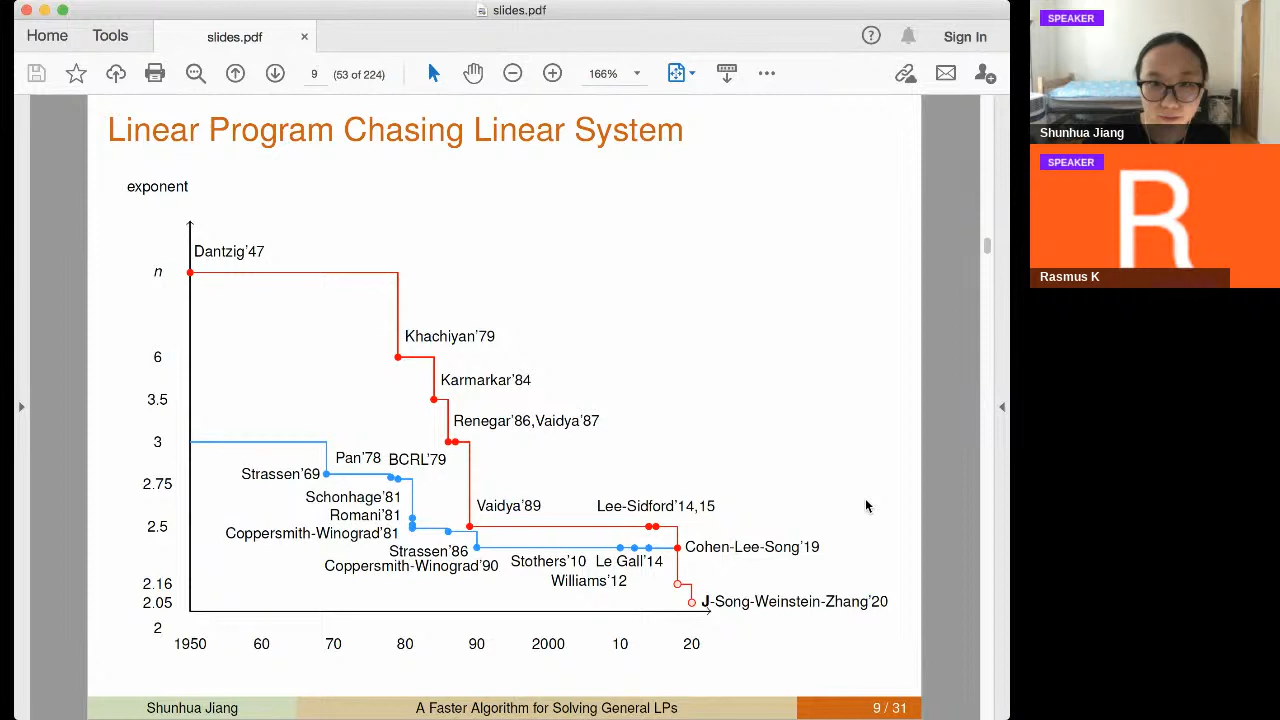 slides.pdf
Home
Tools
slides.pdf
×
Sign In
9
(53 of 224)
166%
Linear Program Chasing Linear System
exponent
Dantzig'47
n
Khachiyan'79
6
Karmarkar'84
3.5
Renegar'86,Vaidya'87
3
Pan'78
BCRL'79
Strassen'69
2.75
Schonhage'81
Vaidya'89
Lee-Sidford'14,15
Romani'81
2.5
Coppersmith-Winograd'81
Cohen-Lee-Song'19
Strassen'86
Coppersmith-Winograd'90
Stothers'10
Le Gall'14
Williams'12
2.16
2.05
J-Song-Weinstein-Zhang'20
2
1950
60
70
80
90
2000
10
20
Shunhua Jiang
A Faster Algorithm for Solving General LPs
9 / 31
SPEAKER
Shunhua Jiang
SPEAKER
R
Rasmus K